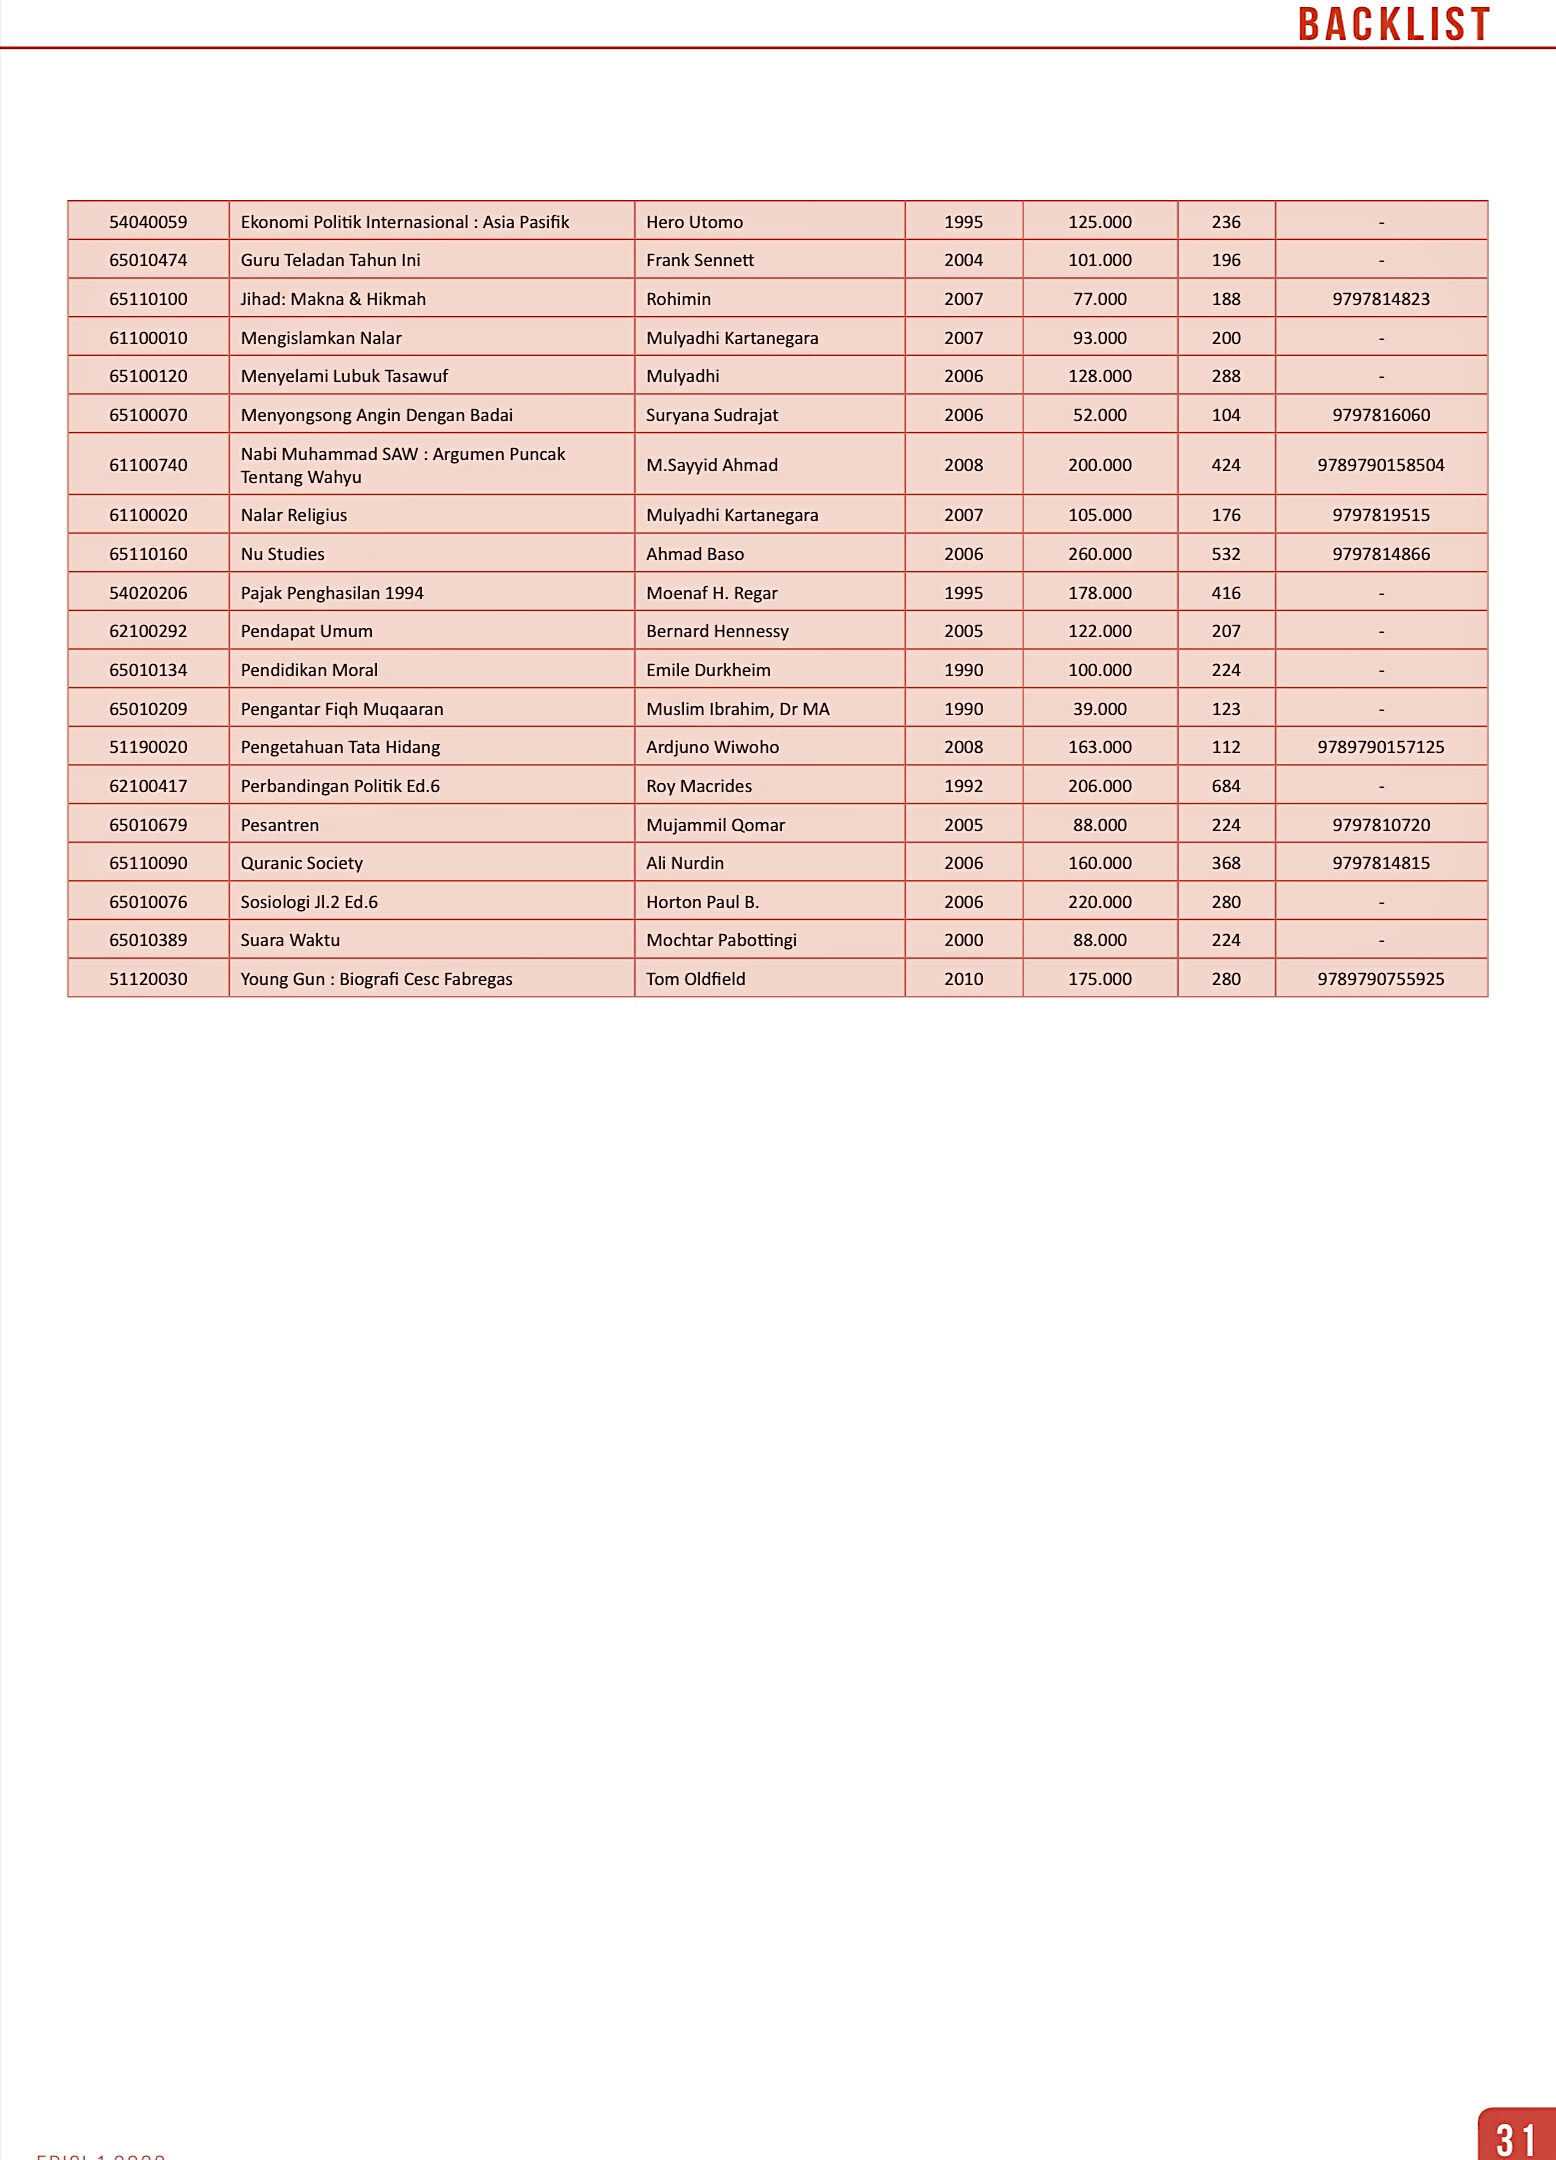 BACKLIST
54040059 Ekonomi Politik Internasional : Asia Pasifik Hero Utomo 1995 125.000 236 -
65010474 Guru Teladan Tahun Ini Frank Sennett 2004 101.000 196 -
65110100 Jihad: Makna & Hikmah Rohimin 2007 77.000 188 9797814823
61100010 Mengislamkan Nalar Mulyadhi Kartanegara 2007 93.000 200 -
65100120 Menyelami Lubuk Tasawuf Mulyadhi 2006 128.000 288 -
65100070 Menyongsong Angin Dengan Badai Suryana Sudrajat 2006 52.000 104 9797816060
61100740 Nabi Muhammad SAW : Argumen Puncak
Tentang Wahyu M.Sayyid Ahmad 2008 200.000 424 9789790158504
61100020 Nalar Religius Mulyadhi Kartanegara 2007 105.000 176 9797819515
65110160 Nu Studies Ahmad Baso 2006 260.000 532 9797814866
54020206 Pajak Penghasilan 1994 Moenaf H. Regar 1995 178.000 416 -
62100292 Pendapat Umum Bernard Hennessy 2005 122.000 207 -
65010134 Pendidikan Moral Emile Durkheim 1990 100.000 224 -
65010209 Pengantar Fiqh Muqaaran Muslim Ibrahim, Dr MA 1990 39.000 123 -
51190020 Pengetahuan Tata Hidang Ardjuno Wiwoho 2008 163.000 112 9789790157125
62100417 Perbandingan Politik Ed.6 Roy Macrides 1992 206.000 684 -
65010679 Pesantren Mujammil Qomar 2005 88.000 224 9797810720
65110090 Quranic Society Ali Nurdin 2006 160.000 368 9797814815
65010076 Sosiologi Jl.2 Ed.6 Horton Paul B. 2006 220.000 280 -
65010389 Suara Waktu Mochtar Pabottingi 2000 88.000 224 -
51120030 Young Gun : Biografi Cesc Fabregas Tom Oldfield 2010 175.000 280 9789790755925
31